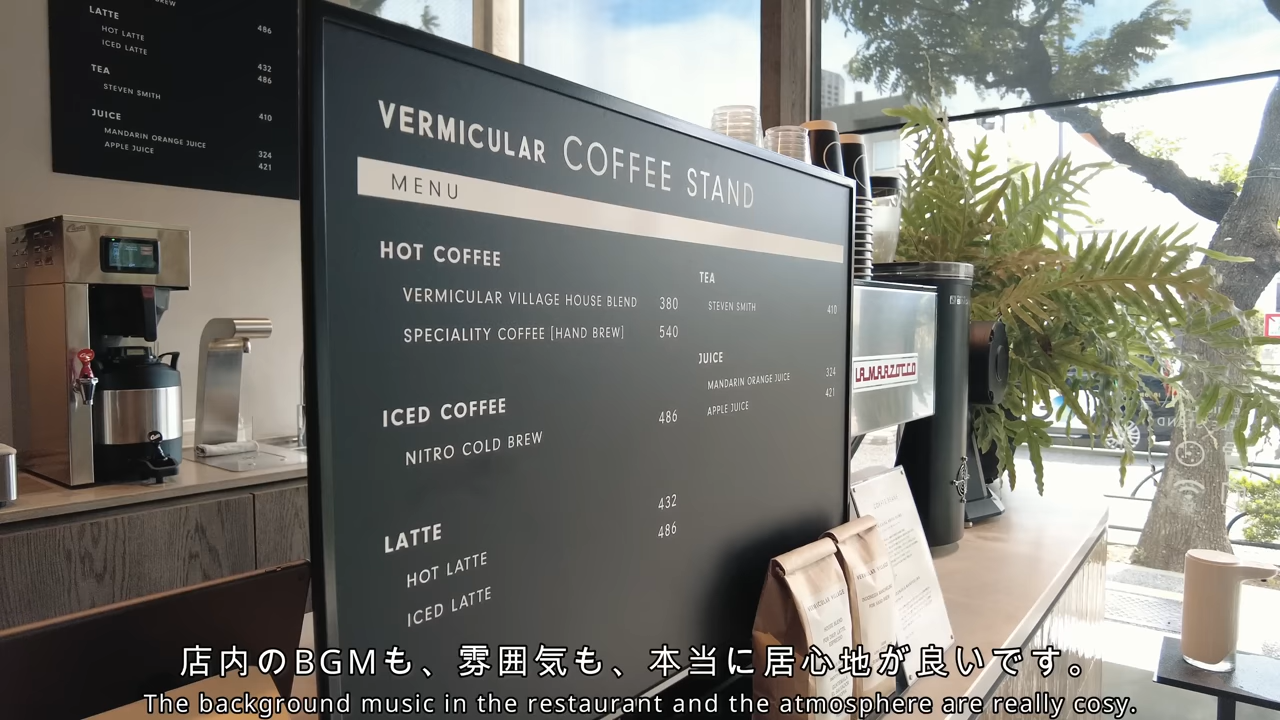 LATTE
HOT LATTE 486
ICED LATTE
TEA 432
486
STEVEN SMITH
JUICE 410
MANDARIN ORANGE JUICE
APPLE JUICE 324
421
VERMICULAR COFFEE STAND
MENU
HOT COFFEE
VERMICULAR VILLAGE HOUSE BLEND 380
SPECIALITY COFFEE [HAND BREW] 540
ICED COFFEE
NITRO COLD BREW 486
LATTE
HOT LATTE 432
ICED LATTE 486
TEA
STEVEN SMITH 410
JUICE
MANDARIN ORANGE JUICE 324
APPLE JUICE 421
LA MARZOCCO
VERMICULAR VILLAGE
店内のBGMも、雰囲気も、本当に居心地が良いです。
The background music in the restaurant and the atmosphere are really cosy.